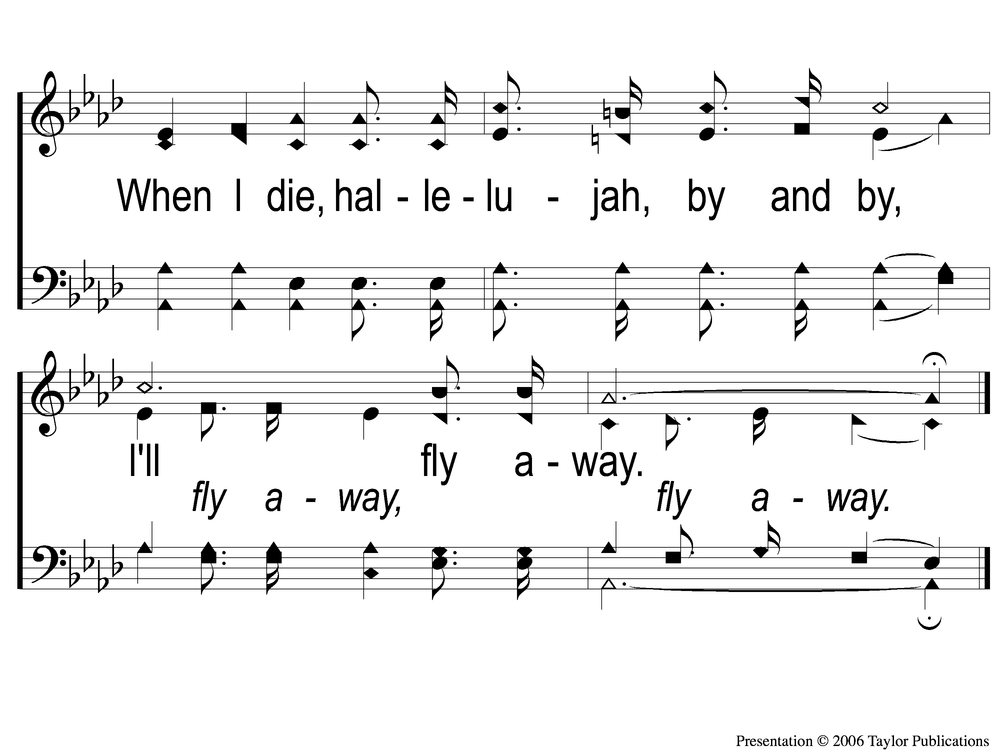 When I die, hal - le - lu - jah, by and by,
I'll fly a - way.
fly a - way, fly a - way.
Presentation © 2006 Taylor Publications